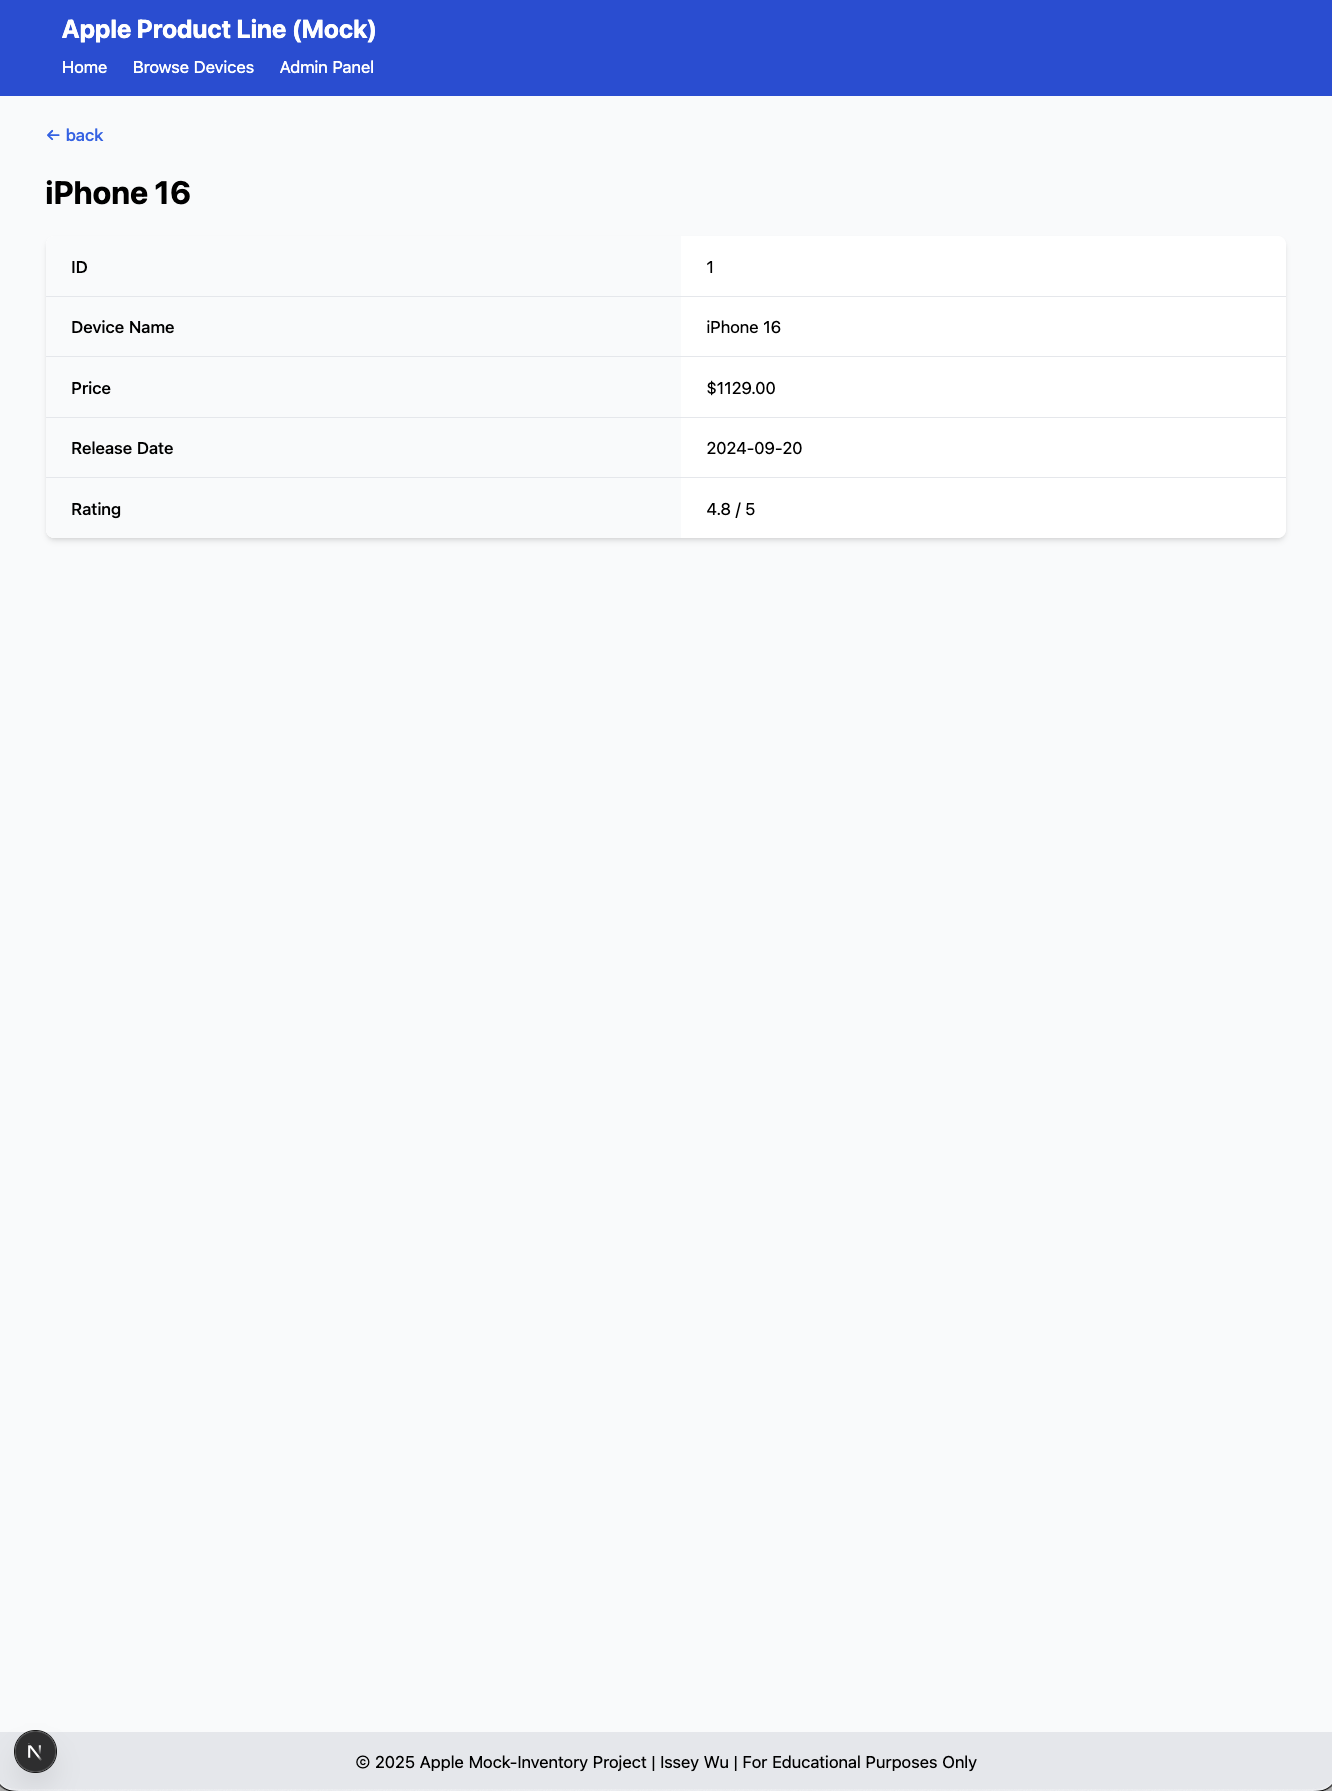 Apple Product Line (Mock)
Home Browse Devices Admin Panel
← back
iPhone 16
ID 1
Device Name iPhone 16
Price $1129.00
Release Date 2024-09-20
Rating 4.8 / 5
N
© 2025 Apple Mock-Inventory Project | Issey Wu | For Educational Purposes Only